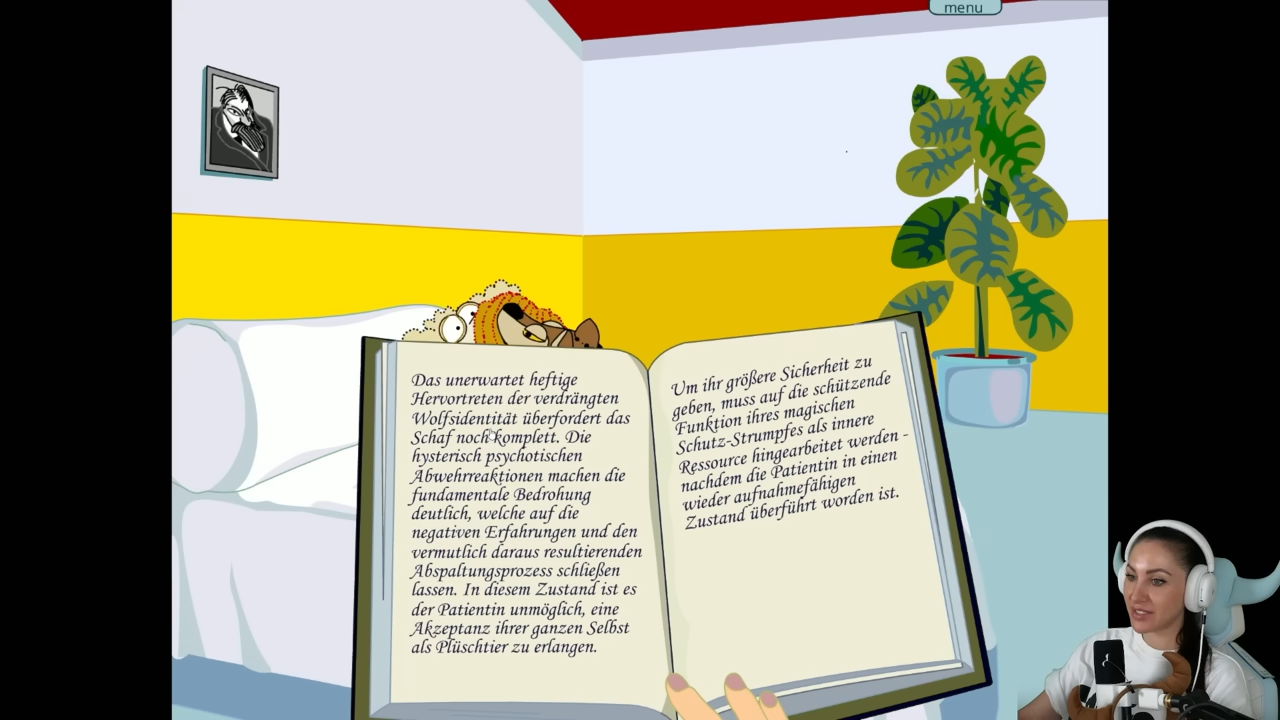 menu
Das unerwartet heftige
Hervortreten der verdrängten
Wolfsidentität überfordert das
Schaf noch komplett. Die
hysterisch psychotischen
Abwehrreaktionen machen die
fundamentale Bedrohung
deutlich, welche auf die
negativen Erfahrungen und den
vermutlich daraus resultierenden
Abspaltungsprozess schließen
lassen. In diesem Zustand ist es
der Patientin unmöglich, eine
Akzeptanz ihrer ganzen Selbst
als Plüschtier zu erlangen.
Um ihr größere Sicherheit zu
geben, muss auf die schützende
Funktion ihres magischen
Schutz-Strumpfes als innere
Ressource hingearbeitet werden -
nachdem die Patientin in einen
wieder aufnahmefähigen
Zustand überführt worden ist.